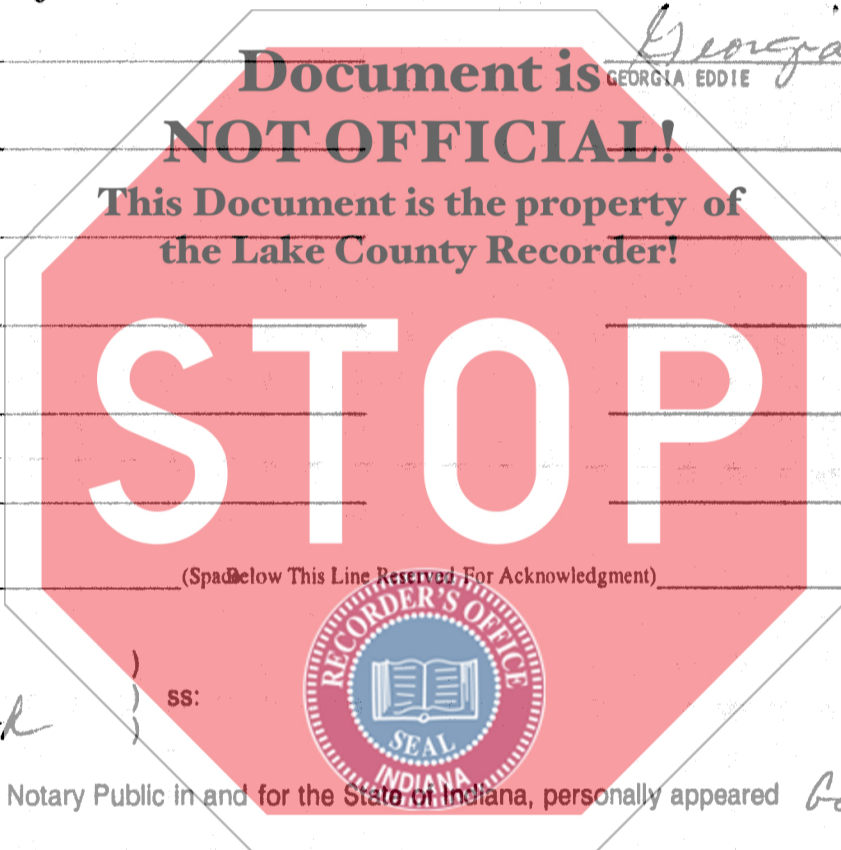 Georgia
Document is
GEORGIA EDDIE
NOT OFFICIAL!
This Document is the property of
the Lake County Recorder!
STOP
(Space Below This Line Reserved For Acknowledgment)
RECORDER'S OFFICE
) ss:
SEAL
INDIANA
Notary Public in and for the State of Indiana, personally appeared